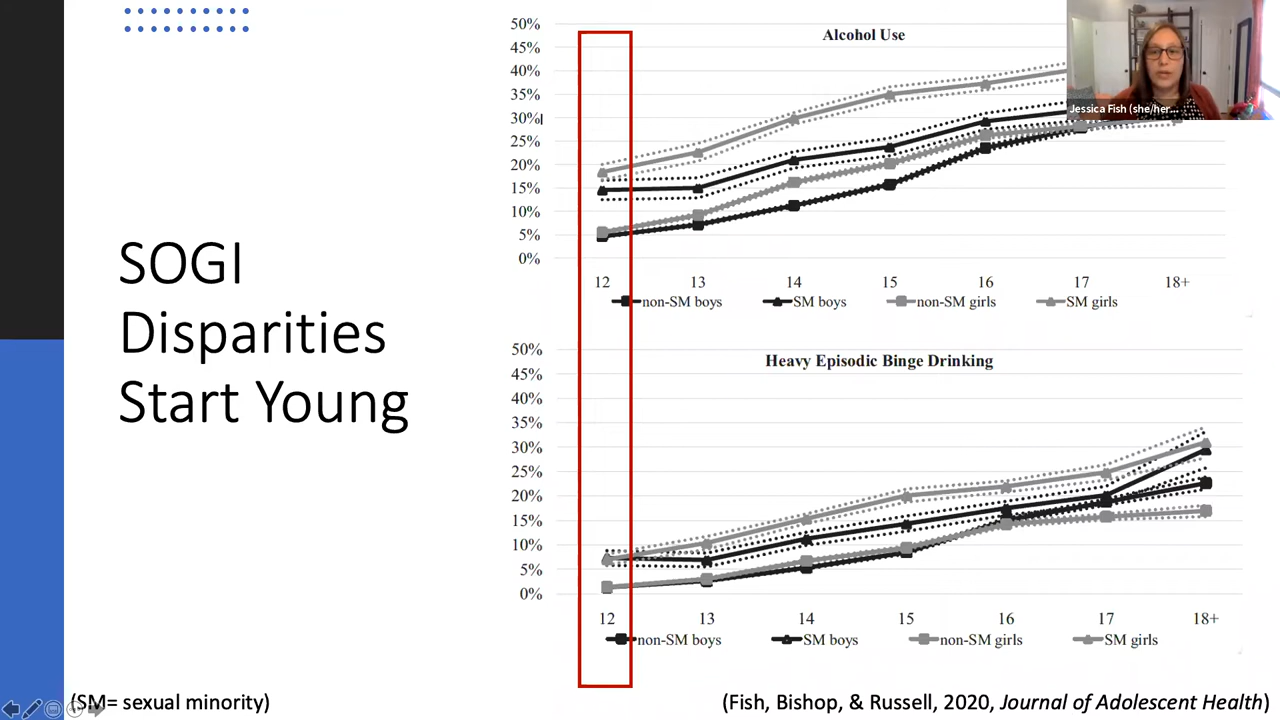 SOGI
Disparities
Start Young
Alcohol Use
50%
45%
40%
35%
30%
25%
20%
15%
10%
5%
0%
12 13 14 15 16 17 18+
non-SM boys SM boys non-SM girls SM girls
Heavy Episodic Binge Drinking
50%
45%
40%
35%
30%
25%
20%
15%
10%
5%
0%
12 13 14 15 16 17 18+
non-SM boys SM boys non-SM girls SM girls
Jessica Fish (she/her...
(SM= sexual minority)
(Fish, Bishop, & Russell, 2020, Journal of Adolescent Health)